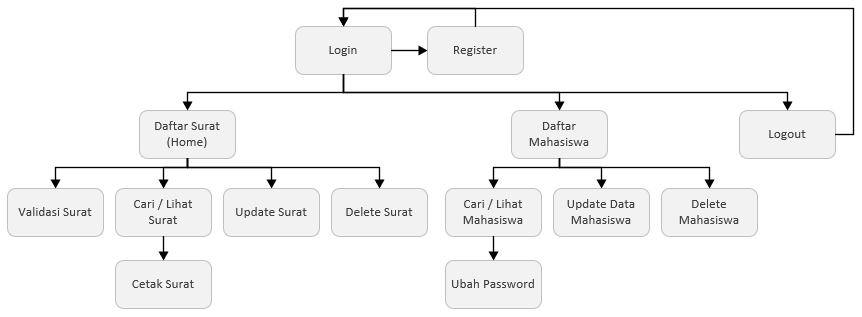 Login
Register
Daftar Surat
(Home)
Daftar
Mahasiswa
Logout
Validasi Surat
Cari / Lihat
Surat
Update Surat
Delete Surat
Cari / Lihat
Mahasiswa
Update Data
Mahasiswa
Delete
Mahasiswa
Cetak Surat
Ubah Password